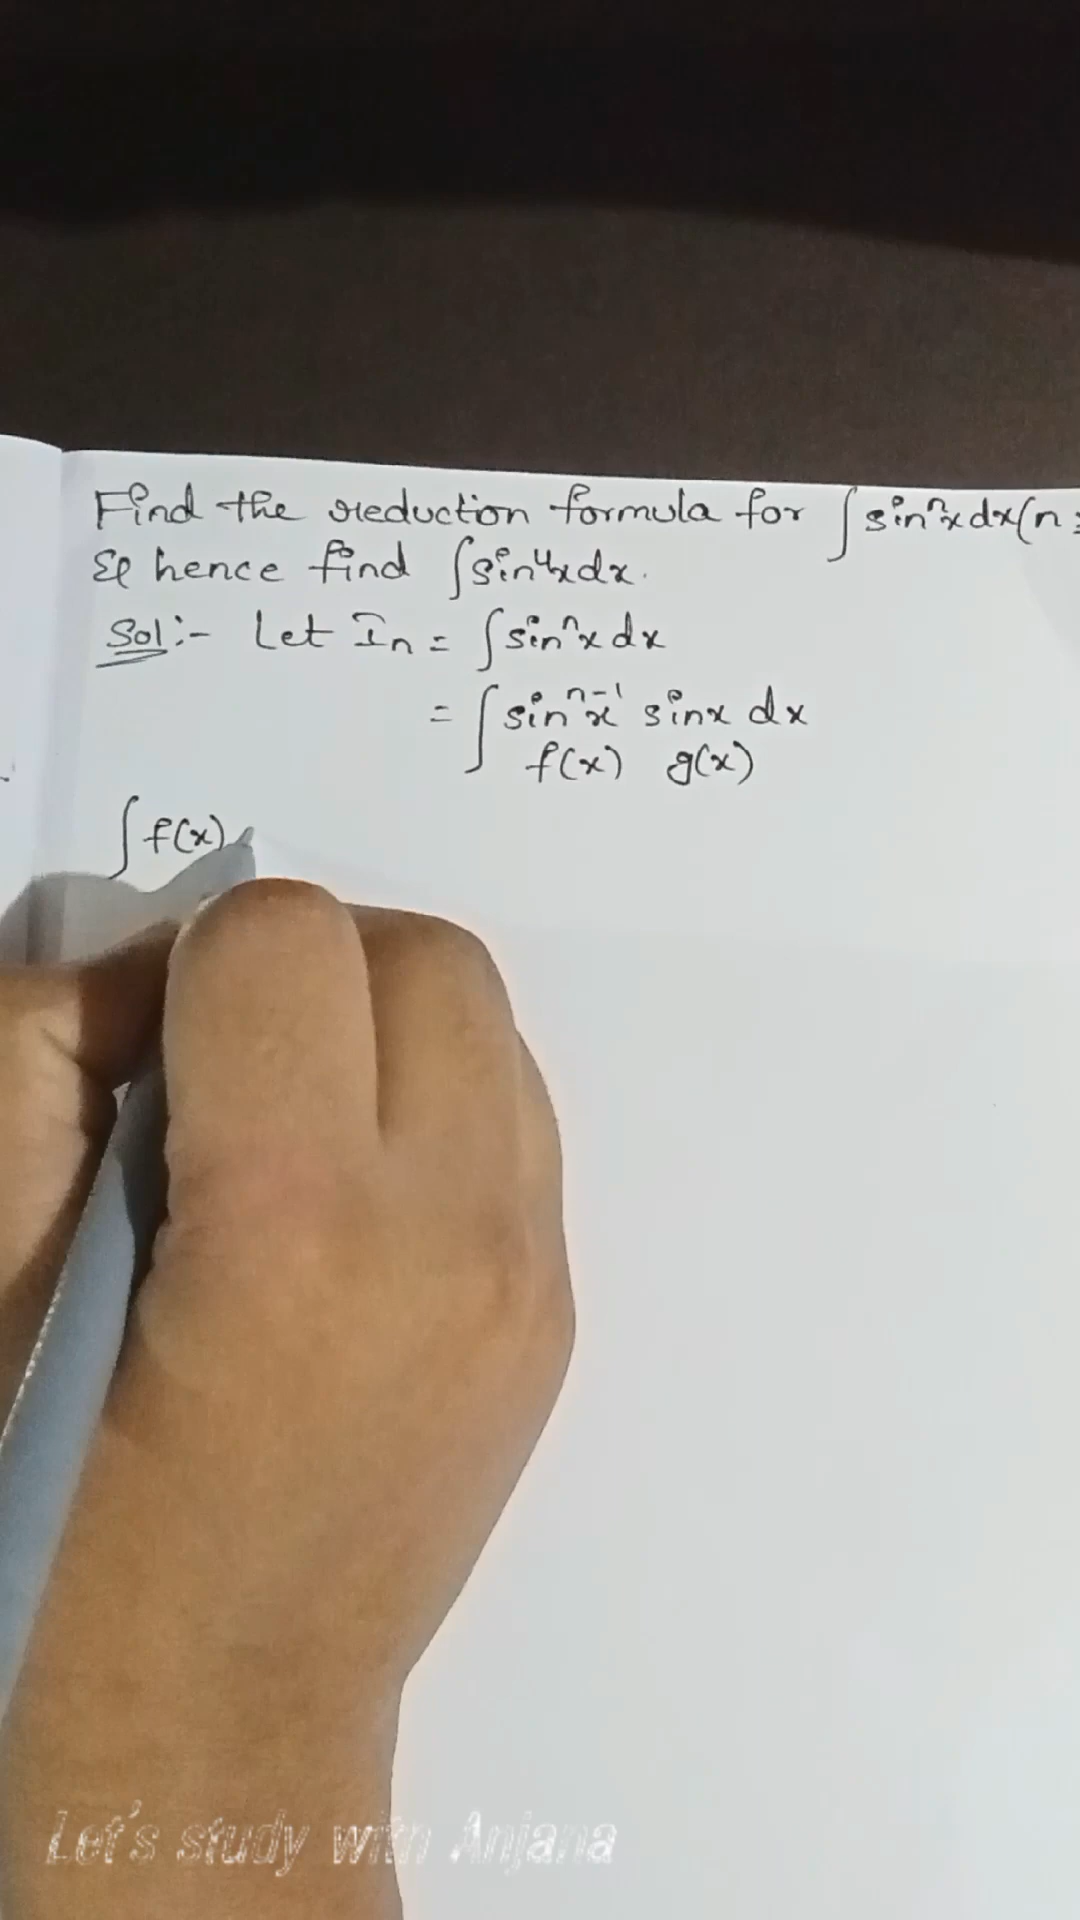 Find the reduction formula for ∫sinⁿx dx (n
& hence find ∫sin⁴x dx.
Sol:- Let Iₙ = ∫sinⁿx dx
= ∫ sinⁿ⁻¹x sinx dx
f(x) g(x)
∫ f(x)
Let's study with Anjana